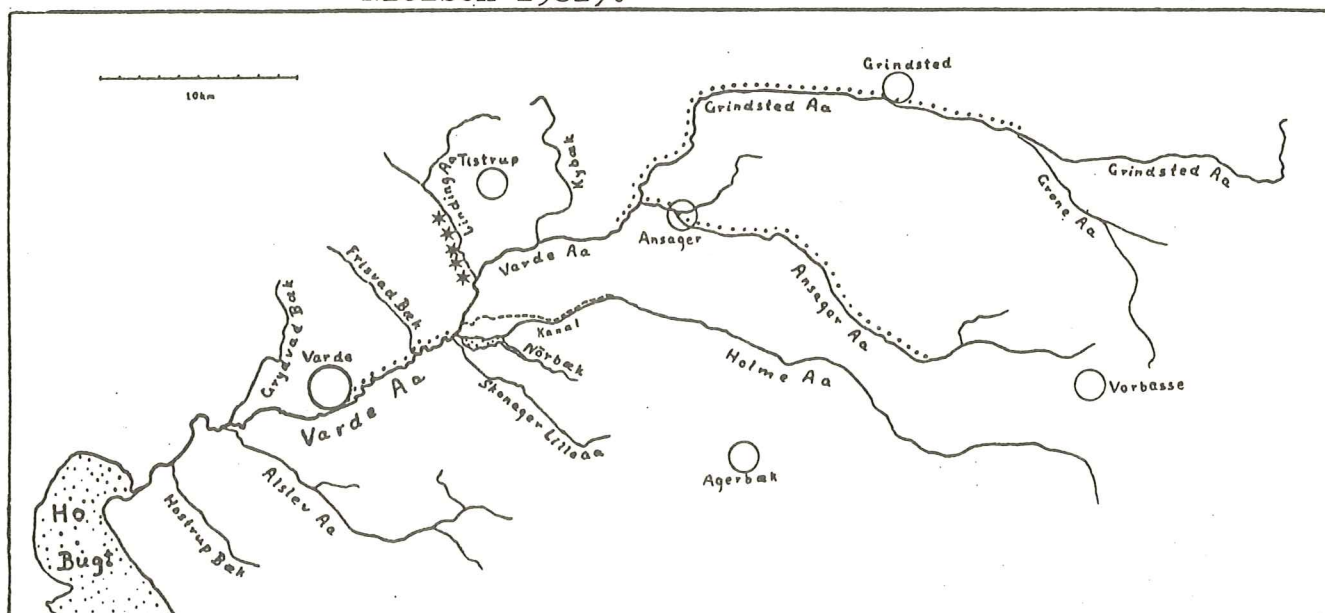 10km
Grindsted
Grindsted Aa
Grindsted Aa
Grone Aa
Tistrup
Linding Aa
Kybæk
Ansager
Varde Aa
Ansager Aa
Frisvad Bæk
Grydvad Bæk
Varde
Varde Aa
Kanal
Nörbæk
Holme Aa
Vorbasse
Skonager Lilleaa
Agerbæk
Alslev Aa
Hostrup Bæk
Ho
Bugt